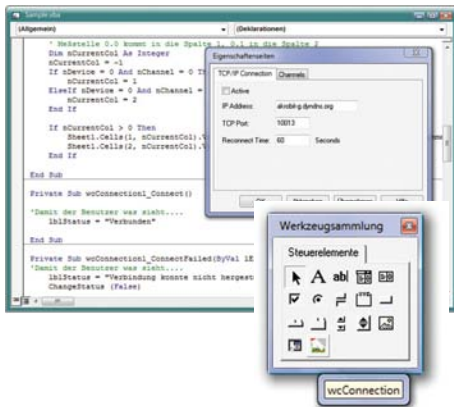 Sample.vba
(Allgemein)
(Deklarationen)
' Meßstelle 0.0 kommt in die Spalte 1, 0.1 in die Spalte 2
Dim nCurrentCol As Integer
nCurrentCol = -1
If nDevice = 0 And nChannel = 0 Th
nCurrentCol = 1
ElseIf nDevice = 0 And nChannel =
nCurrentCol = 2
End If
If nCurrentCol > 0 Then
Sheet1.Cells(1, nCurrentCol).V
Sheet1.Cells(2, nCurrentCol).V
End If
End Sub
Private Sub wcConnection1_Connect()
'Damit der Benutzer was sieht....
lblStatus = "Verbunden"
End Sub
Private Sub wcConnection1_ConnectFailed(ByVal iE
'Damit der Benutzer was sieht....
lblStatus = "Verbindung konnte nicht hergest
ChangeStatus (False)
Eigenschaftenseiten
TCP/IP Connection
Channels
Active
IP Address:
TCP Port:
10013
Reconnect Time:
60
Seconds
Werkzeugsammlung
Steuerelemente
A
ab|
wcConnection